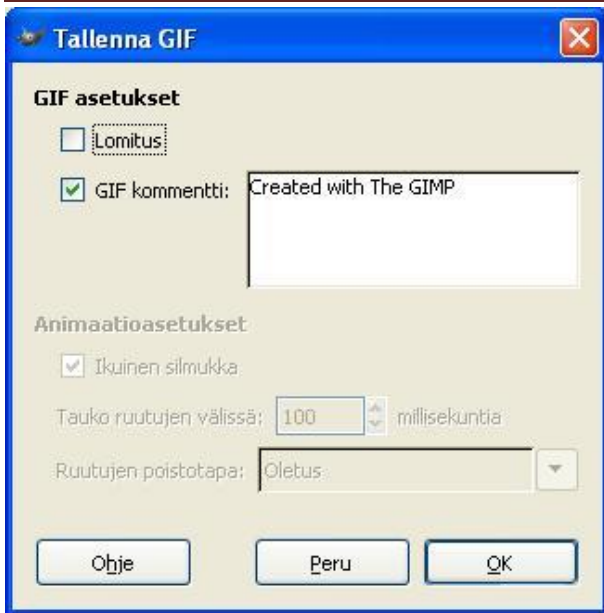 Tallenna GIF
GIF asetukset
Lomitus
GIF kommentti: Created with The GIMP
Animaatioasetukset
Ikuinen silmukka
Tauko ruutujen välissä: 100 millisekuntia
Ruutujen poistotapa: Oletus
Ohje Peru OK